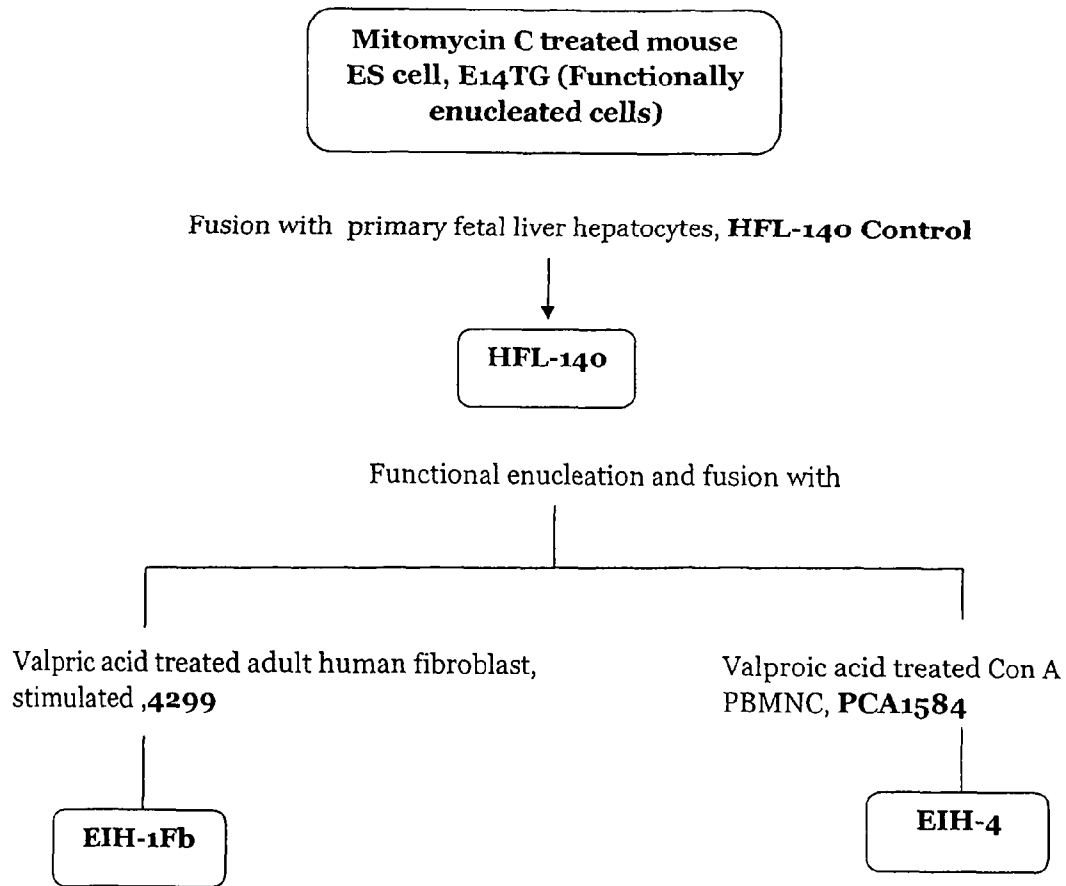 Mitomycin C treated mouse
ES cell, E14TG (Functionally
enucleated cells)
Fusion with primary fetal liver hepatocytes, HFL-140 Control
HFL-140
Functional enucleation and fusion with
Valpric acid treated adult human fibroblast,
stimulated ,4299
Valproic acid treated Con A
PBMNC, PCA1584
EIH-1Fb
EIH-4